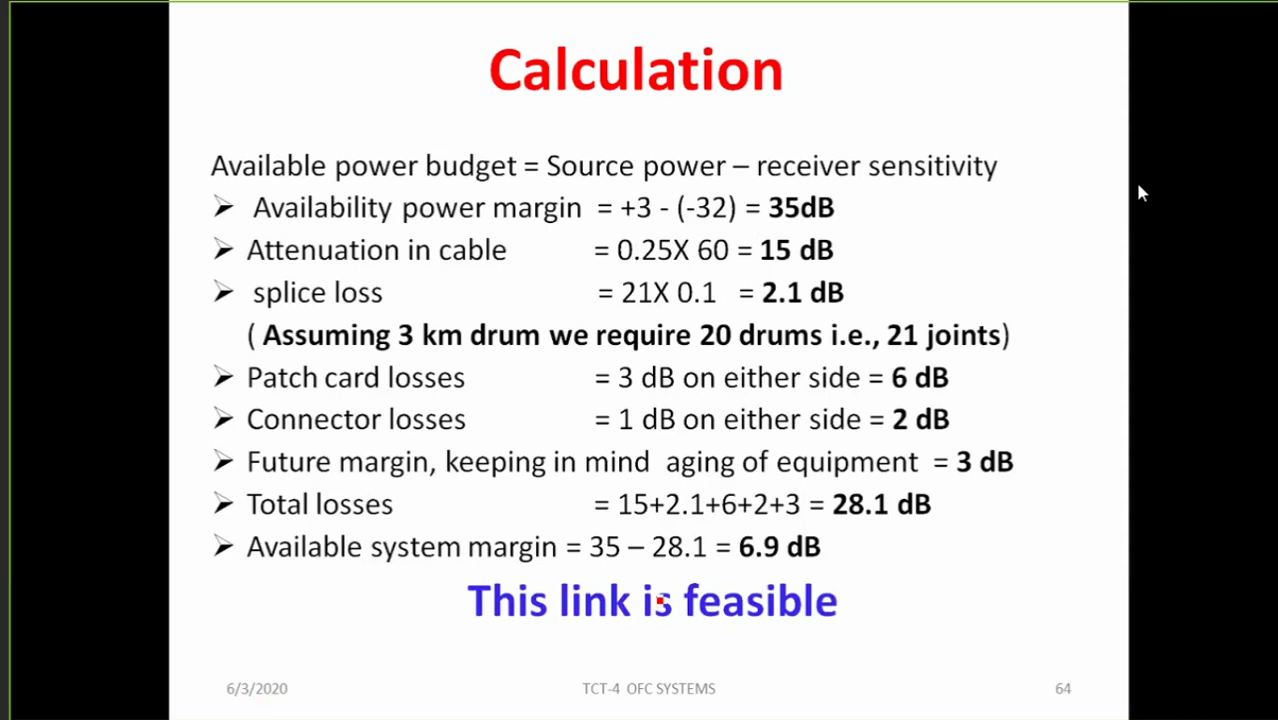 Calculation
Available power budget = Source power – receiver sensitivity
➢ Availability power margin = +3 - (-32) = 35dB
➢ Attenuation in cable = 0.25X 60 = 15 dB
➢ splice loss = 21X 0.1 = 2.1 dB
( Assuming 3 km drum we require 20 drums i.e., 21 joints)
➢ Patch card losses = 3 dB on either side = 6 dB
➢ Connector losses = 1 dB on either side = 2 dB
➢ Future margin, keeping in mind aging of equipment = 3 dB
➢ Total losses = 15+2.1+6+2+3 = 28.1 dB
➢ Available system margin = 35 – 28.1 = 6.9 dB
This link is feasible
6/3/2020 TCT-4 OFC SYSTEMS 64